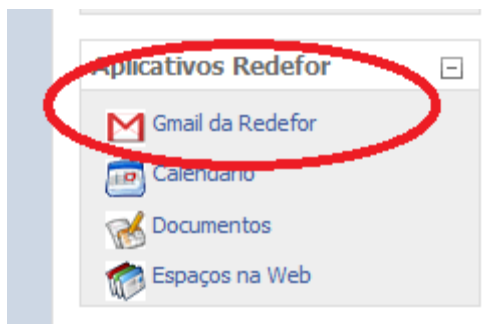 Aplicativos Redefor
Gmail da Redefor
Calendário
Documentos
Espaços na Web